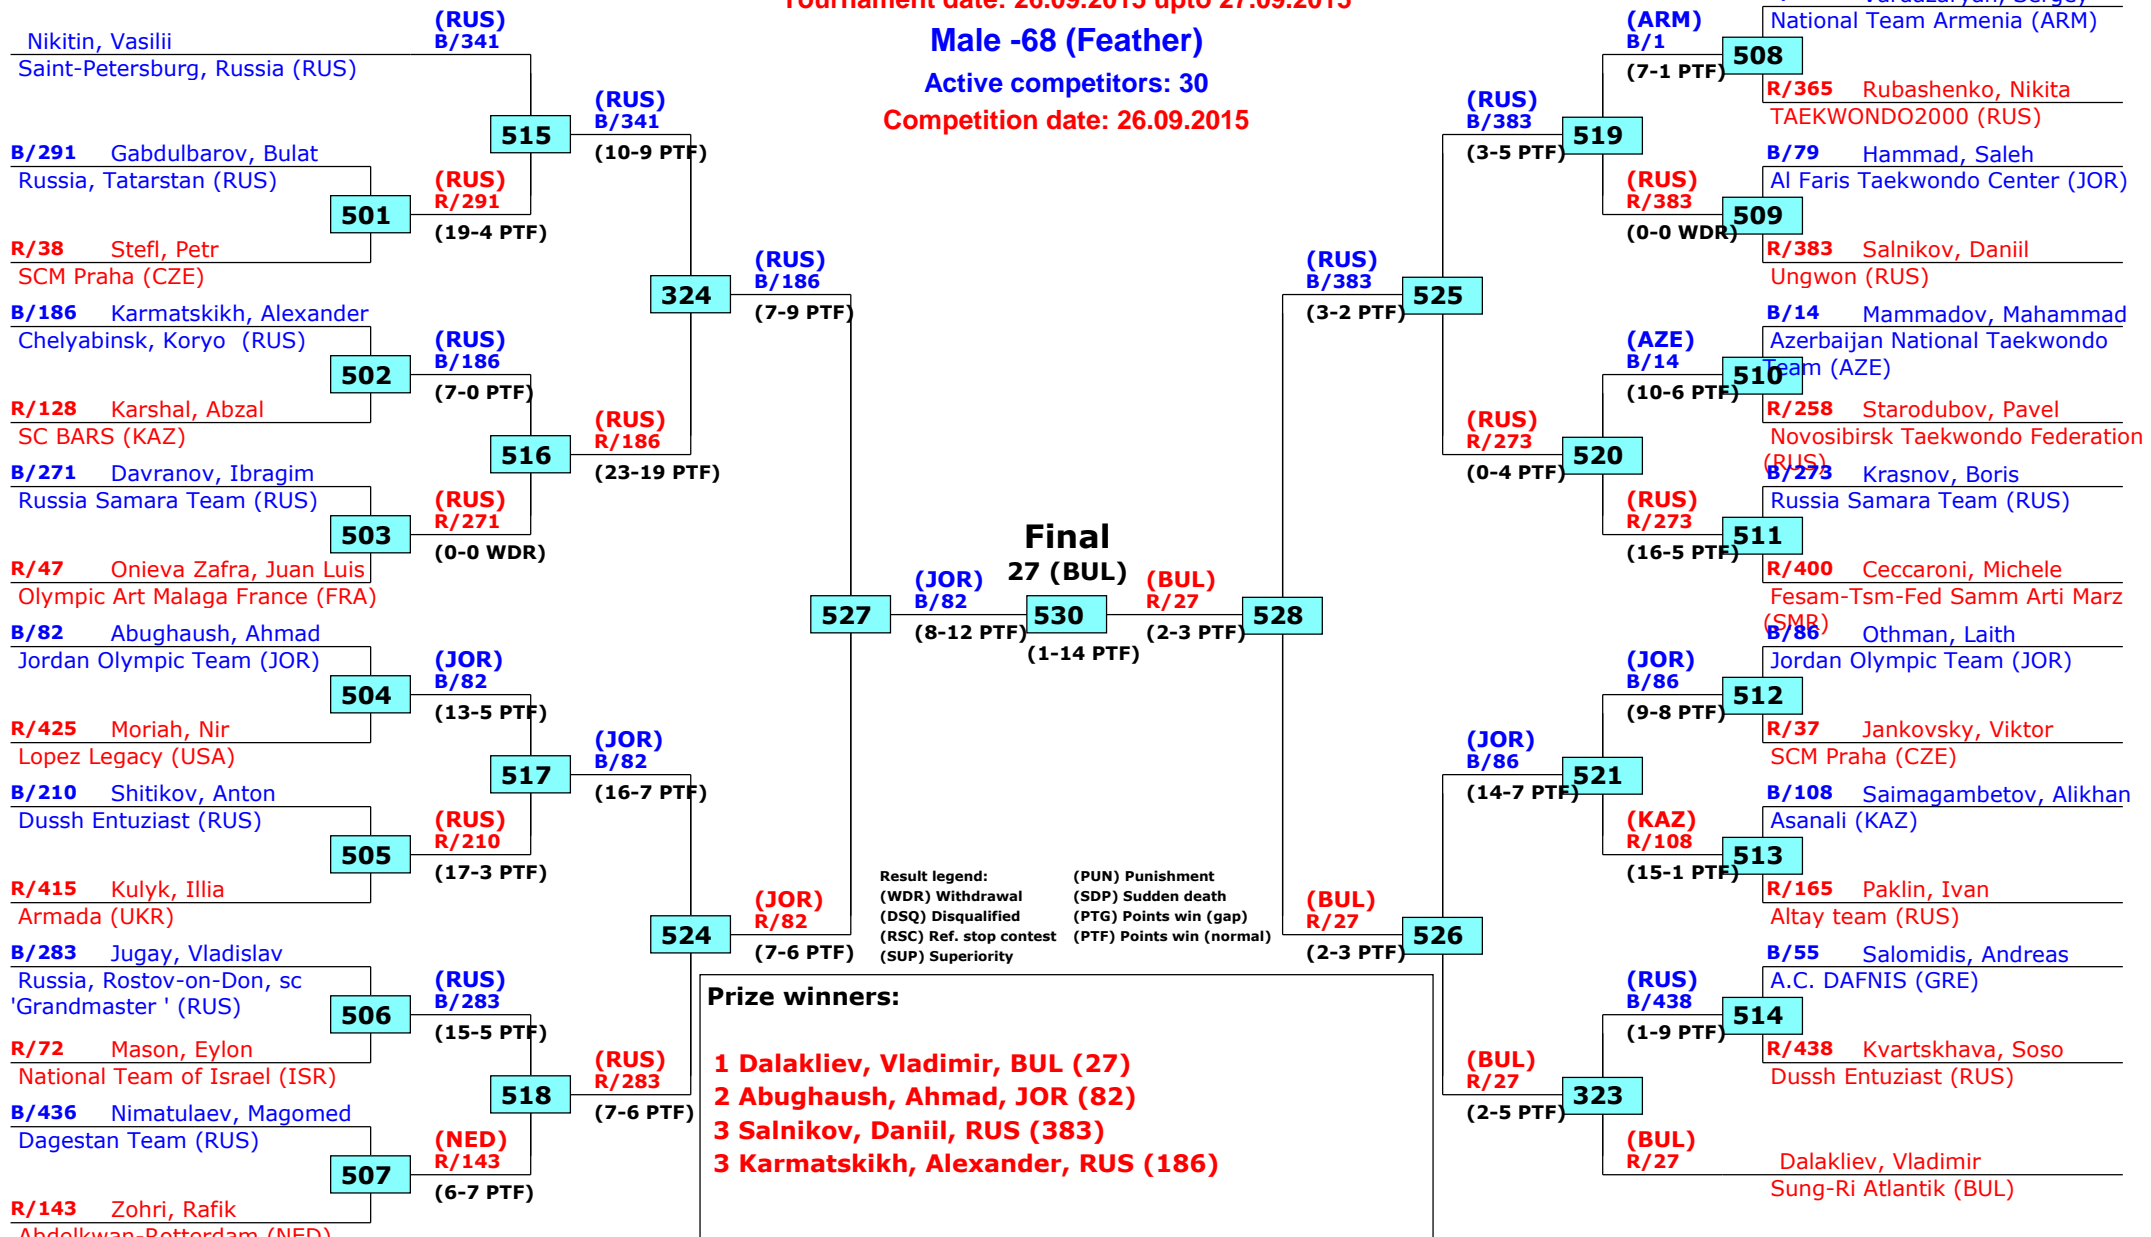 Tournament date: 26.09.2015 upto 27.09.2015
Male -68 (Feather)
Active competitors: 30
Competition date: 26.09.2015
Nikitin, Vasilii
Saint-Petersburg, Russia (RUS)
(RUS)
B/341
B/291 Gabdulbarov, Bulat
Russia, Tatarstan (RUS)
501
R/38 Stefl, Petr
SCM Praha (CZE)
(RUS)
R/291
(19-4 PTF)
515
(RUS)
B/341
(10-9 PTF)
B/186 Karmatskikh, Alexander
Chelyabinsk, Koryo (RUS)
502
R/128 Karshal, Abzal
SC BARS (KAZ)
(RUS)
B/186
(7-0 PTF)
B/271 Davranov, Ibragim
Russia Samara Team (RUS)
503
R/47 Onieva Zafra, Juan Luis
Olympic Art Malaga France (FRA)
(RUS)
R/271
(0-0 WDR)
516
(RUS)
R/186
(23-19 PTF)
324
(RUS)
B/186
(7-9 PTF)
B/82 Abughaush, Ahmad
Jordan Olympic Team (JOR)
504
R/425 Moriah, Nir
Lopez Legacy (USA)
(JOR)
B/82
(13-5 PTF)
B/210 Shitikov, Anton
Dussh Entuziast (RUS)
505
R/415 Kulyk, Illia
Armada (UKR)
(RUS)
R/210
(17-3 PTF)
517
(JOR)
B/82
(16-7 PTF)
B/283 Jugay, Vladislav
Russia, Rostov-on-Don, sc
'Grandmaster ' (RUS)
506
R/72 Mason, Eylon
National Team of Israel (ISR)
(RUS)
B/283
(15-5 PTF)
B/436 Nimatulaev, Magomed
Dagestan Team (RUS)
507
R/143 Zohri, Rafik
Abdelkwan-Rotterdam (NED)
(NED)
R/143
(6-7 PTF)
518
(RUS)
R/283
(7-6 PTF)
524
(JOR)
R/82
(7-6 PTF)
527
(JOR)
B/82
(8-12 PTF)
Final
27 (BUL)
530
(1-14 PTF)
(BUL)
R/27
(2-3 PTF)
528
(RUS)
B/383
(3-2 PTF)
525
(RUS)
B/383
(3-5 PTF)
519
(ARM)
B/1
(7-1 PTF)
508
Vardazaryan, Sergey
National Team Armenia (ARM)
R/365 Rubashenko, Nikita
TAEKWONDO2000 (RUS)
B/79 Hammad, Saleh
Al Faris Taekwondo Center (JOR)
(RUS)
R/383
(0-0 WDR)
509
R/383 Salnikov, Daniil
Ungwon (RUS)
B/14 Mammadov, Mahammad
Azerbaijan National Taekwondo
Team (AZE)
(AZE)
B/14
(10-6 PTF)
510
R/258 Starodubov, Pavel
Novosibirsk Taekwondo Federation
(RUS)
(RUS)
R/273
(0-4 PTF)
520
B/273 Krasnov, Boris
Russia Samara Team (RUS)
(RUS)
R/273
(16-5 PTF)
511
R/400 Ceccaroni, Michele
Fesam-Tsm-Fed Samm Arti Marz
(SMR)
B/86 Othman, Laith
Jordan Olympic Team (JOR)
(JOR)
B/86
(9-8 PTF)
512
R/37 Jankovsky, Viktor
SCM Praha (CZE)
(JOR)
B/86
(14-7 PTF)
521
B/108 Saimagambetov, Alikhan
Asanali (KAZ)
(KAZ)
R/108
(15-1 PTF)
513
R/165 Paklin, Ivan
Altay team (RUS)
(BUL)
R/27
(2-3 PTF)
526
B/55 Salomidis, Andreas
A.C. DAFNIS (GRE)
(RUS)
B/438
(1-9 PTF)
514
R/438 Kvartskhava, Soso
Dussh Entuziast (RUS)
(BUL)
R/27
(2-5 PTF)
323
(BUL)
R/27
Dalakliev, Vladimir
Sung-Ri Atlantik (BUL)
Result legend:
(WDR) Withdrawal
(DSQ) Disqualified
(RSC) Ref. stop contest
(SUP) Superiority
(PUN) Punishment
(SDP) Sudden death
(PTG) Points win (gap)
(PTF) Points win (normal)
Prize winners:
1 Dalakliev, Vladimir, BUL (27)
2 Abughaush, Ahmad, JOR (82)
3 Salnikov, Daniil, RUS (383)
3 Karmatskikh, Alexander, RUS (186)